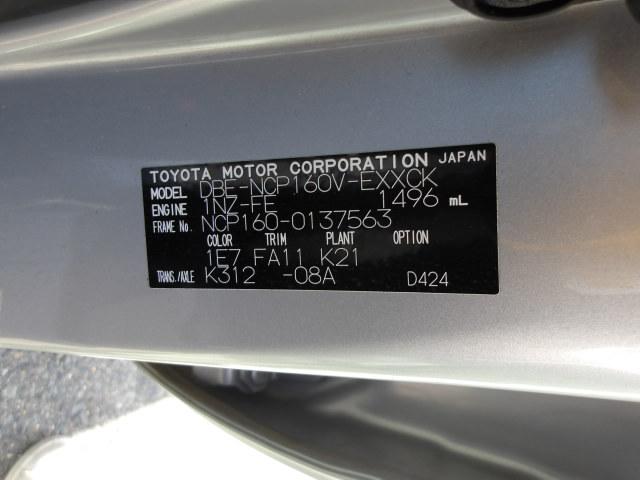 TOYOTA MOTOR CORPORATION JAPAN
MODEL DBE-NCP160V-EXXCK
ENGINE 1NZ-FE 1496 mL
FRAME No. NCP160-0137563
COLOR TRIM PLANT OPTION
1E7 FA11 K21
TRANS./AXLE K312 -08A D424